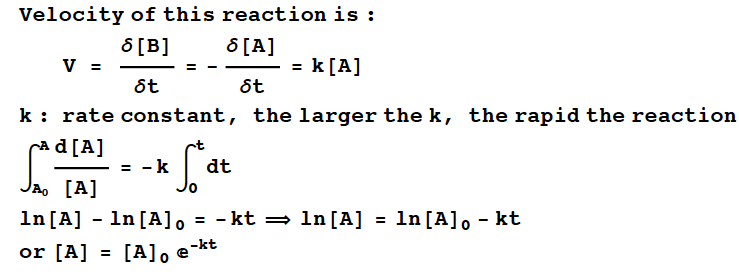 Velocity of this reaction is :
V = δ[B]/δt = - δ[A]/δt = k[A]
k : rate constant, the larger the k, the rapid the reaction
∫_{A₀}^{A} d[A]/[A] = -k ∫_{0}^{t} dt
ln[A] - ln[A]₀ = -kt ⟹ ln[A] = ln[A]₀ - kt
or [A] = [A]₀ e^{-kt}